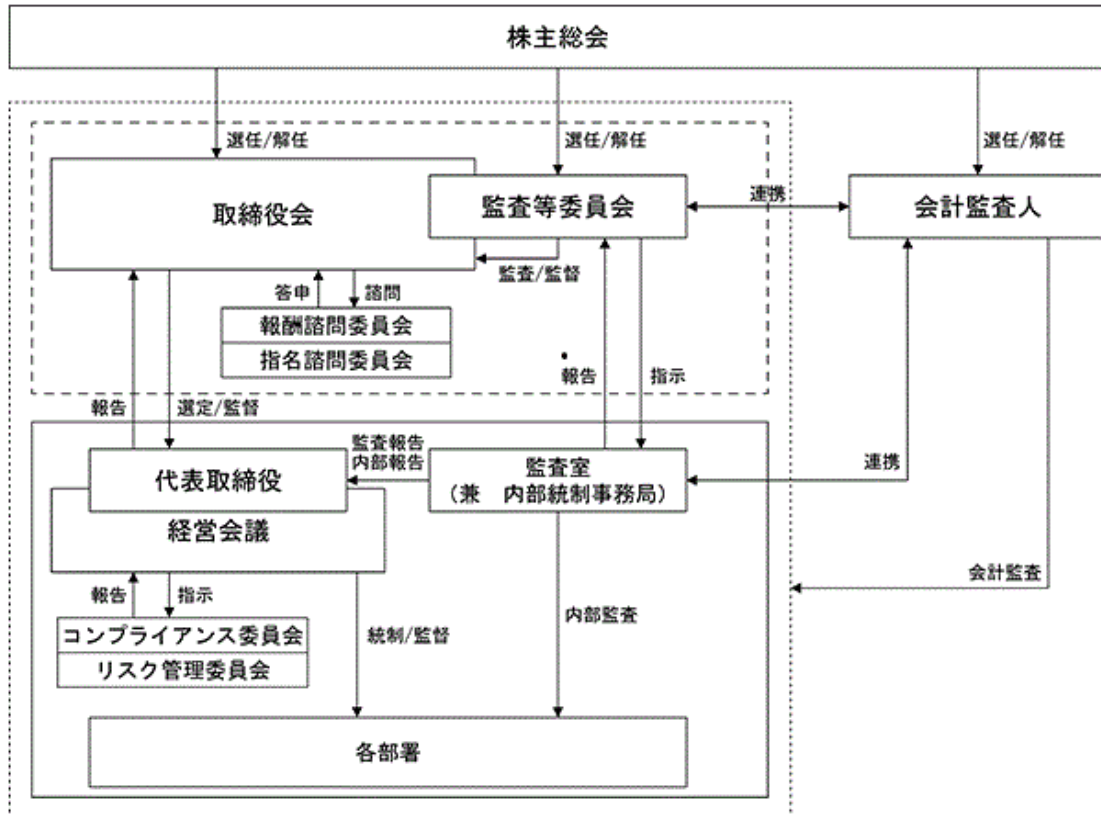 株主総会
選任/解任
選任/解任
選任/解任
取締役会
監査等委員会
連携
会計監査人
監査/監督
答申
諮問
報酬諮問委員会
指名諮問委員会
報告
指示
報告
選定/監督
監査報告
内部報告
代表取締役
監査室
(兼 内部統制事務局)
連携
経営会議
会計監査
報告
指示
コンプライアンス委員会
リスク管理委員会
統制/監督
内部監査
各部署